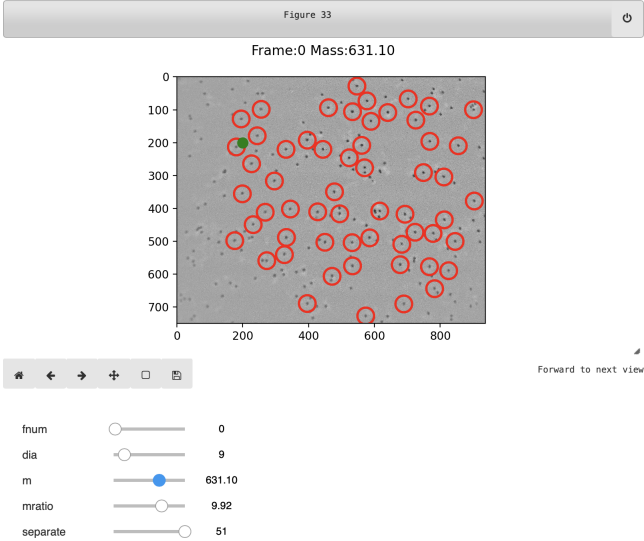 Figure 33
Frame:0 Mass:631.10
0
100
200
300
400
500
600
700
0 200 400 600 800
Forward to next view
fnum 0
dia 9
m 631.10
mratio 9.92
separate 51